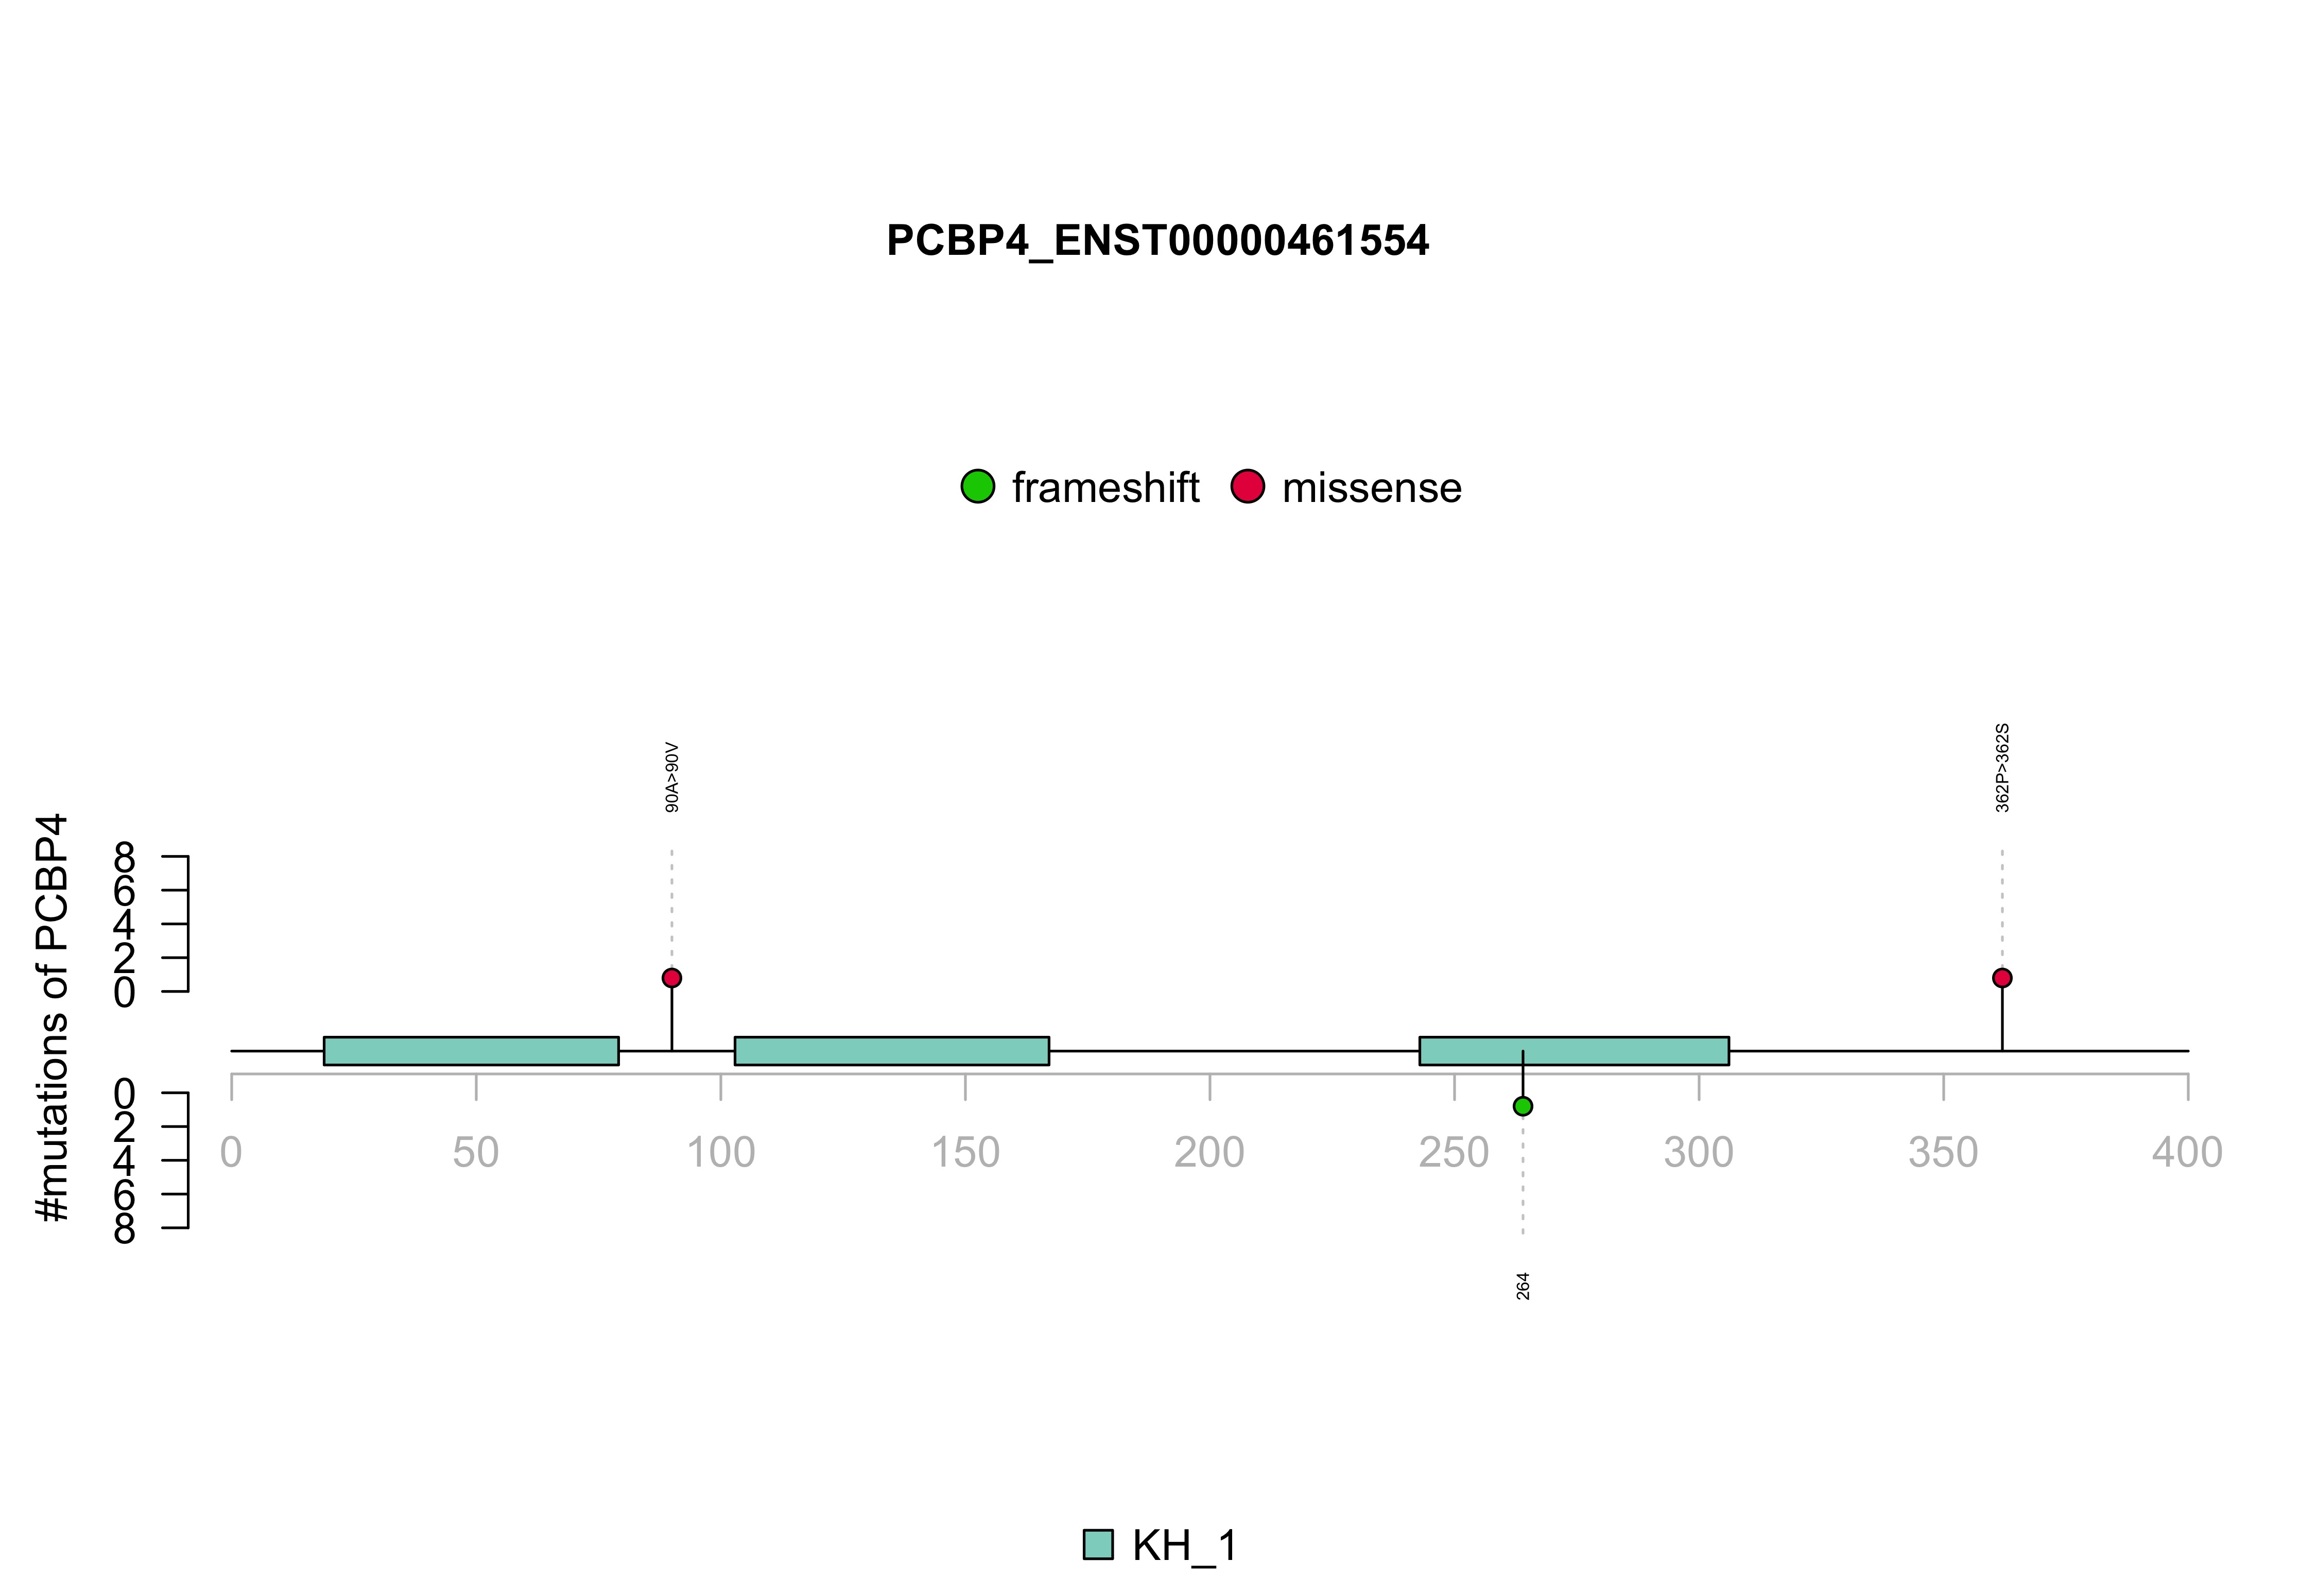 PCBP4_ENST00000461554
frameshift missense
90A>90V
362P>362S
#mutations of PCBP4
8
6
4
2
0
0
2
4
6
8
0 50 100 150 200 250 300 350 400
264
KH_1